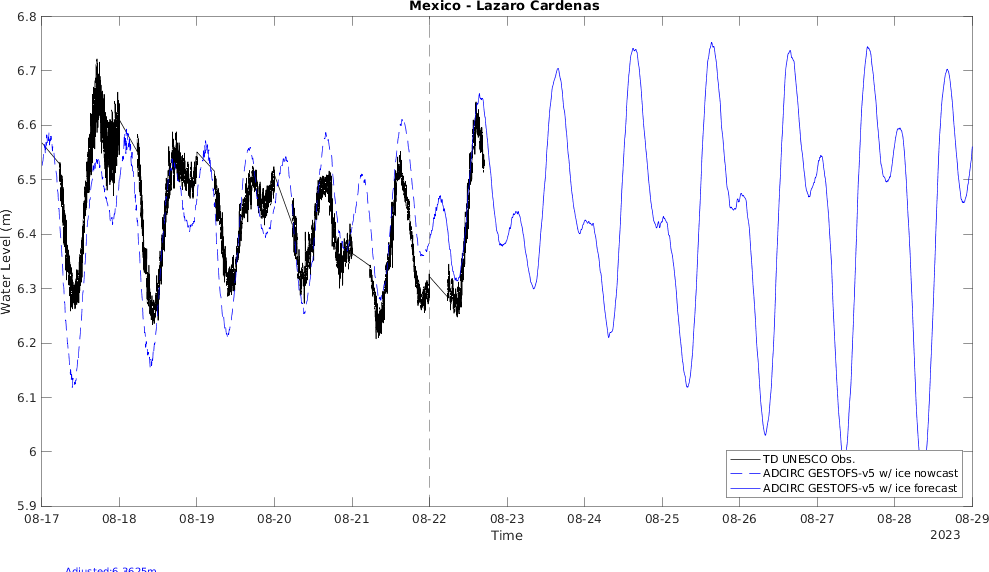 Mexico - Lazaro Cardenas
6.8
6.7
6.6
6.5
6.4
6.3
6.2
6.1
6
5.9
Water Level (m)
TD UNESCO Obs.
ADCIRC GESTOFS-v5 w/ ice nowcast
ADCIRC GESTOFS-v5 w/ ice forecast
08-17 08-18 08-19 08-20 08-21 08-22 08-23 08-24 08-25 08-26 08-27 08-28 08-29
Time
2023
Adjusted:6.3625m